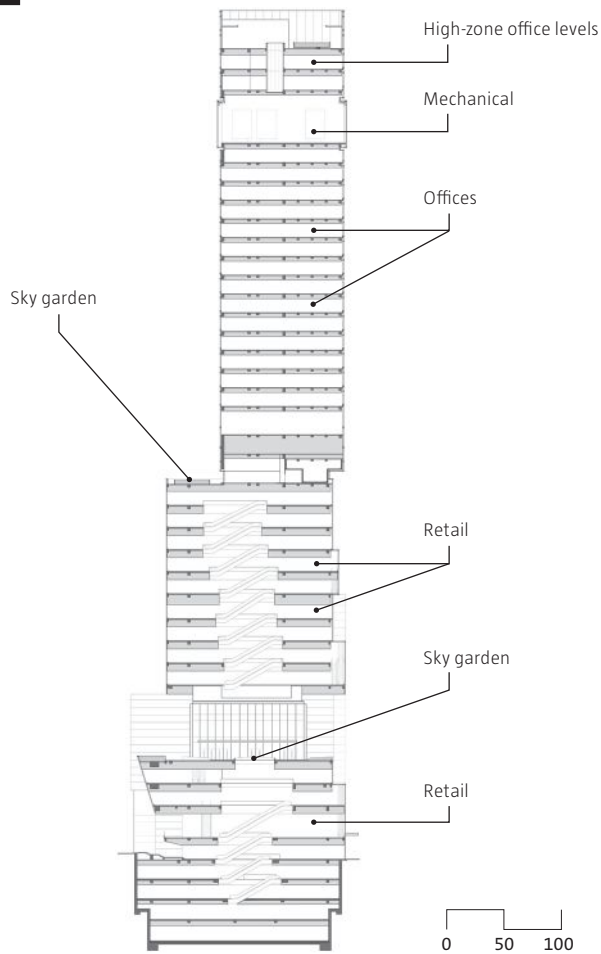 High-zone office levels
Mechanical
Offices
Sky garden
Retail
Sky garden
Retail
0 50 100